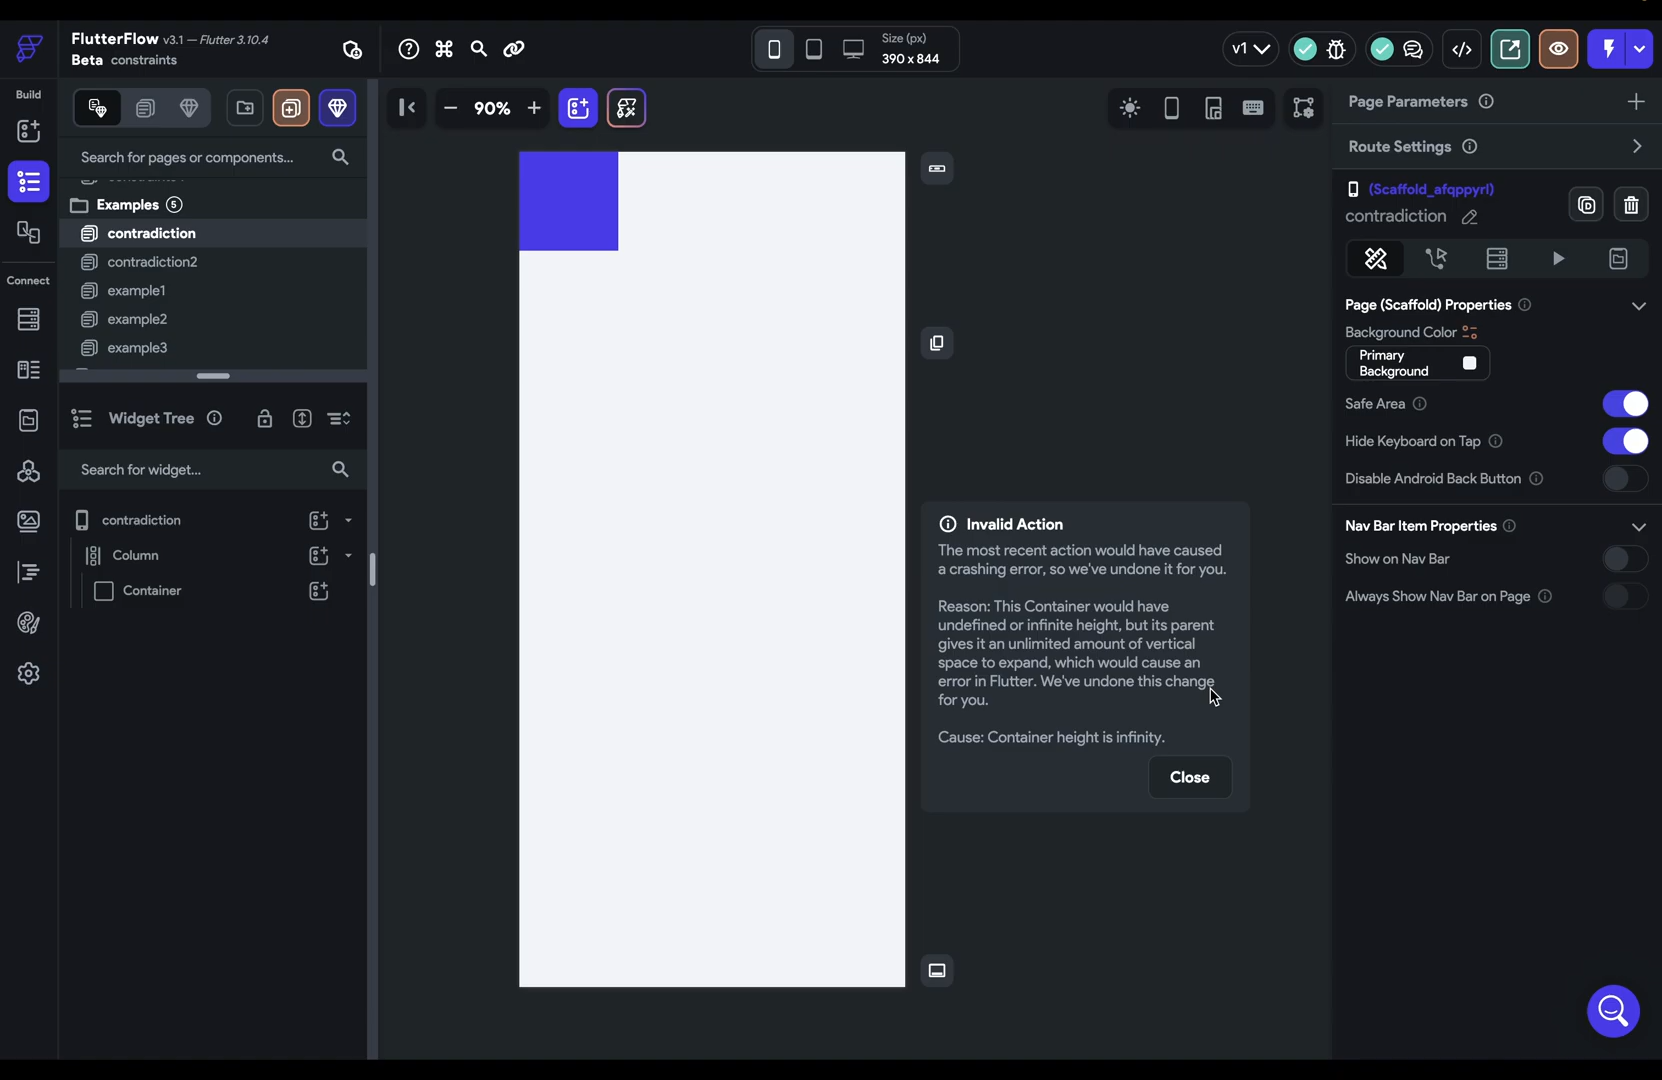 FlutterFlow v3.1 — Flutter 3.10.4
Beta constraints
Size (px)
390 x 844
v1
Build
Connect
Search for pages or components...
Examples 5
contradiction
contradiction2
example1
example2
example3
Widget Tree
Search for widget...
contradiction
Column
Container
90%
Invalid Action
The most recent action would have caused
a crashing error, so we've undone it for you.
Reason: This Container would have
undefined or infinite height, but its parent
gives it an unlimited amount of vertical
space to expand, which would cause an
error in Flutter. We've undone this change
for you.
Cause: Container height is infinity.
Close
Page Parameters
Route Settings
(Scaffold_afqppyrl)
contradiction
Page (Scaffold) Properties
Background Color
Primary
Background
Safe Area
Hide Keyboard on Tap
Disable Android Back Button
Nav Bar Item Properties
Show on Nav Bar
Always Show Nav Bar on Page